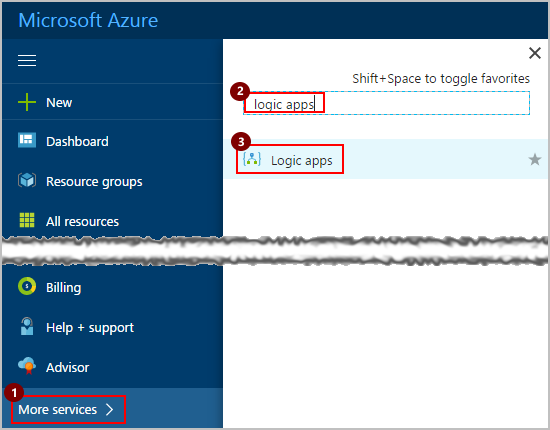 Microsoft Azure
New
Dashboard
Resource groups
All resources
Billing
Help + support
Advisor
1
More services
Shift+Space to toggle favorites
2
logic apps
3
Logic apps